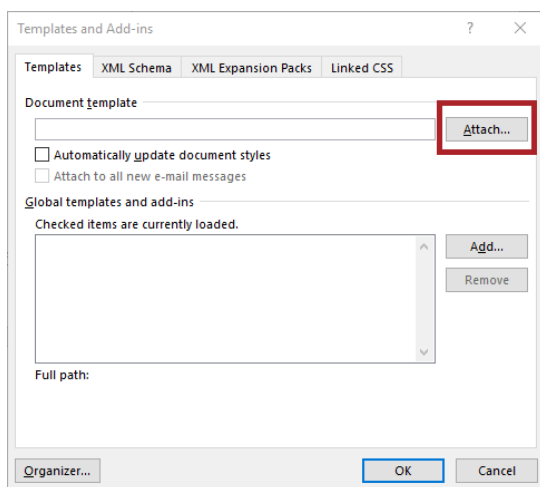 Templates and Add-ins ?
Templates XML Schema XML Expansion Packs Linked CSS
Document template
Attach...
Automatically update document styles
Attach to all new e-mail messages
Global templates and add-ins
Checked items are currently loaded.
Add...
Remove
Full path:
Organizer... OK Cancel